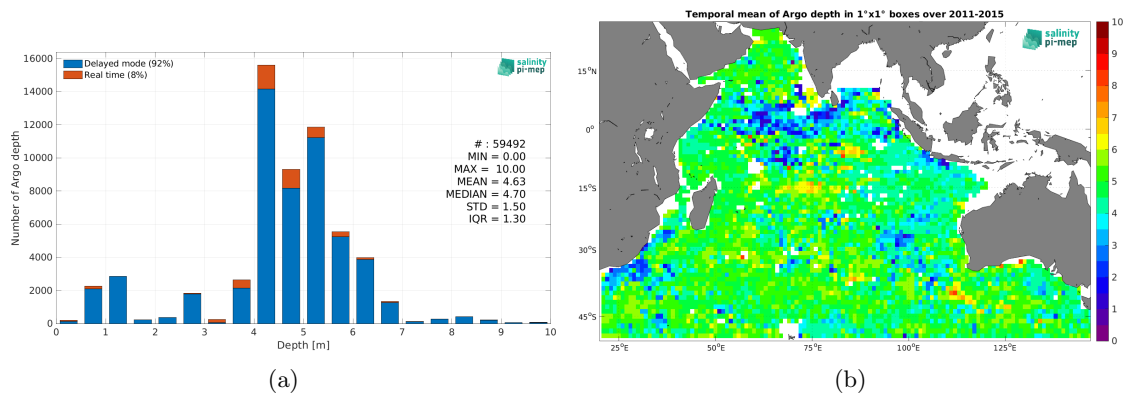 Delayed mode (92%)
Real time (8%)
salinity
pi-mep
Number of Argo depth
16000
14000
12000
10000
8000
6000
4000
2000
0
# : 59492
MIN = 0.00
MAX = 10.00
MEAN = 4.63
MEDIAN = 4.70
STD = 1.50
IQR = 1.30
0 1 2 3 4 5 6 7 8 9 10
Depth [m]
(a)
Temporal mean of Argo depth in 1°x1° boxes over 2011-2015
salinity
pi-mep
15°N
0°
15°S
30°S
45°S
25°E 50°E 75°E 100°E 125°E
10
9
8
7
6
5
4
3
2
1
0
(b)